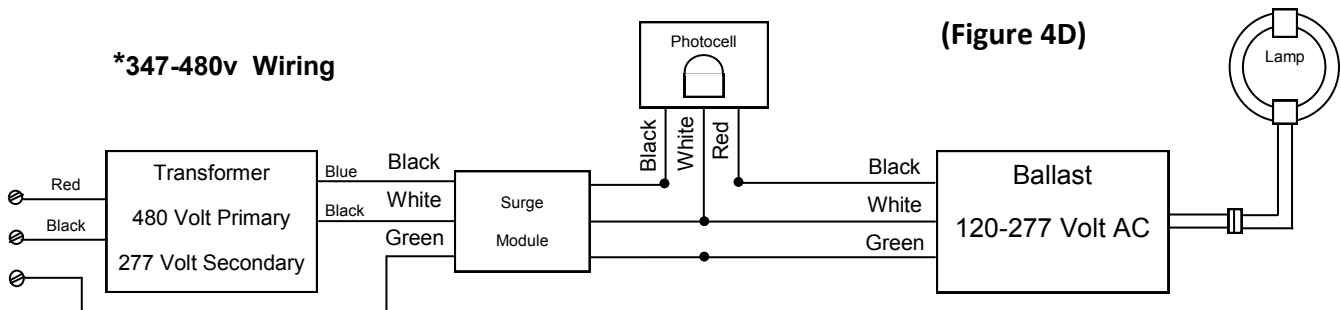 (Figure 4D)
*347-480v Wiring
Photocell
Lamp
Black
White
Red
Red
Black
Transformer
480 Volt Primary
277 Volt Secondary
Blue
Black
Black
White
Green
Surge
Module
Black
White
Green
Ballast
120-277 Volt AC